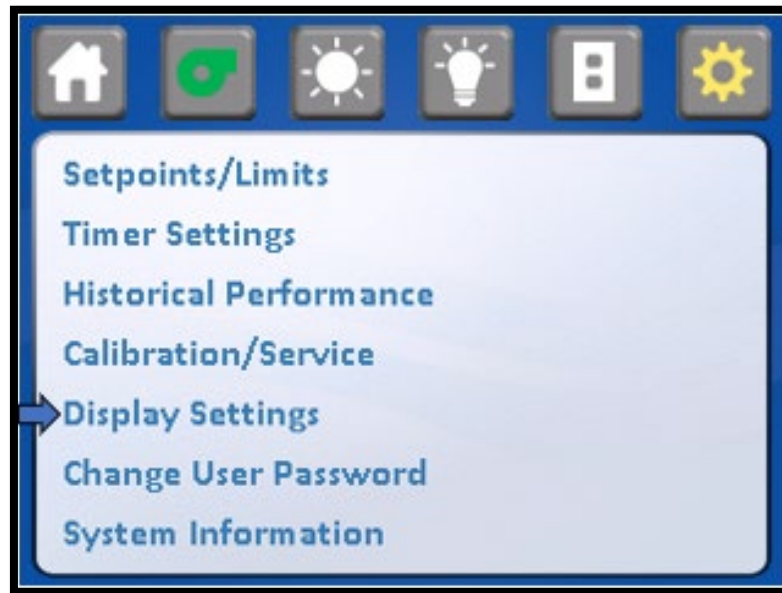 Setpoints/Limits
Timer Settings
Historical Performance
Calibration/Service
Display Settings
Change User Password
System Information